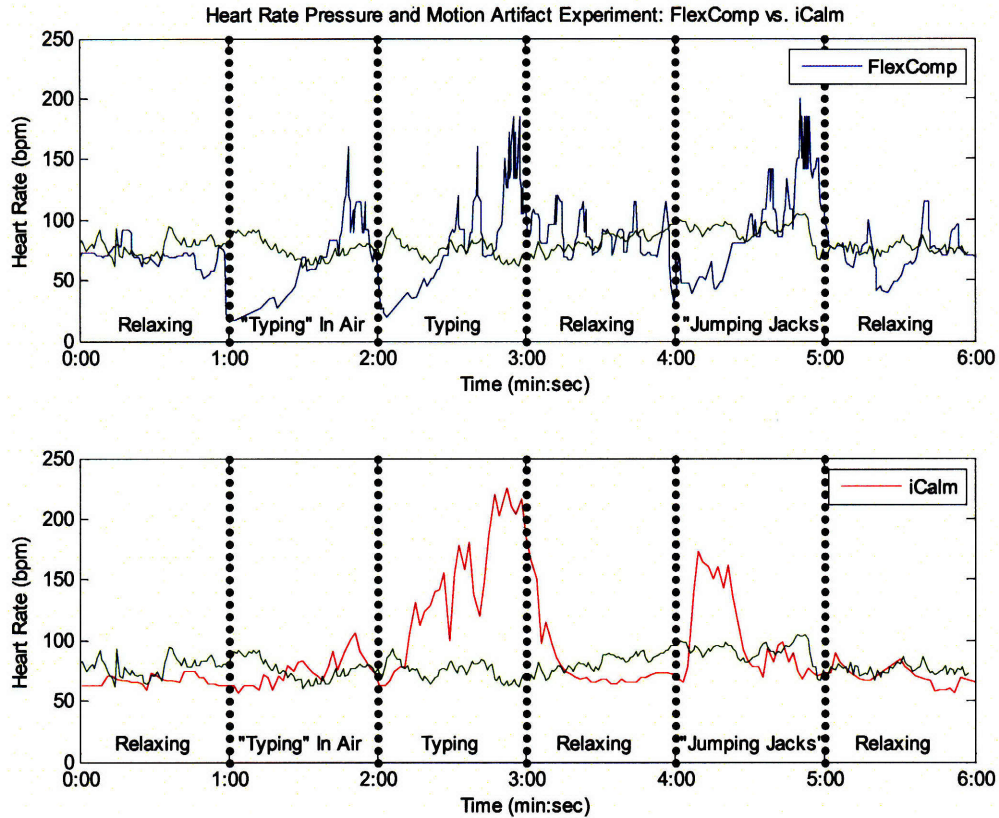 Heart Rate Pressure and Motion Artifact Experiment: FlexComp vs. iCalm
250
200
150
100
50
0
Heart Rate (bpm)
FlexComp
Relaxing
"Typing" In Air
Typing
Relaxing
"Jumping Jacks
Relaxing
0:00 1:00 2:00 3:00 4:00 5:00 6:00
Time (min:sec)
250
200
150
100
50
0
Heart Rate (bpm)
iCalm
Relaxing
"Typing" In Air
Typing
Relaxing
"Jumping Jacks"
Relaxing
0:00 1:00 2:00 3:00 4:00 5:00 6:00
Time (min:sec)